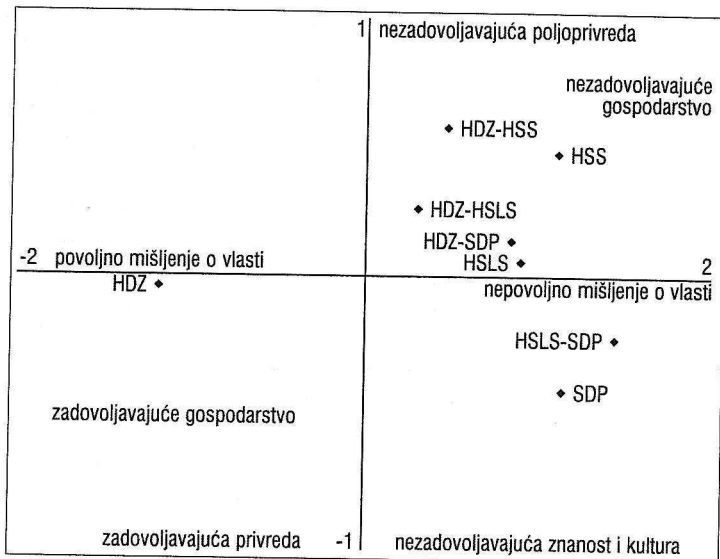 1 nezadovoljavajuća poljoprivreda
nezadovoljavajuće
gospodarstvo
HDZ-HSS
HSS
HDZ-HSLS
HDZ-SDP
HSLS
-2 povoljno mišljenje o vlasti
2
HDZ
nepovoljno mišljenje o vlasti
HSLS-SDP
SDP
zadovoljavajuće gospodarstvo
zadovoljavajuća privreda -1
nezadovoljavajuća znanost i kultura